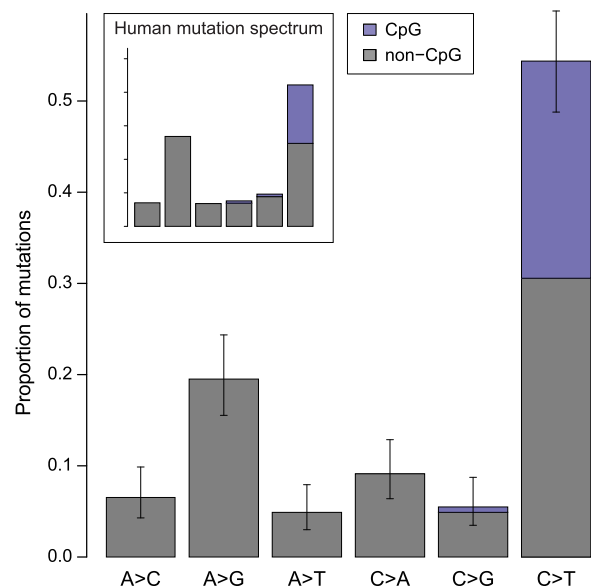 Human mutation spectrum
CpG
non−CpG
Proportion of mutations
0.5
0.4
0.3
0.2
0.1
0.0
A>C A>G A>T C>A C>G C>T